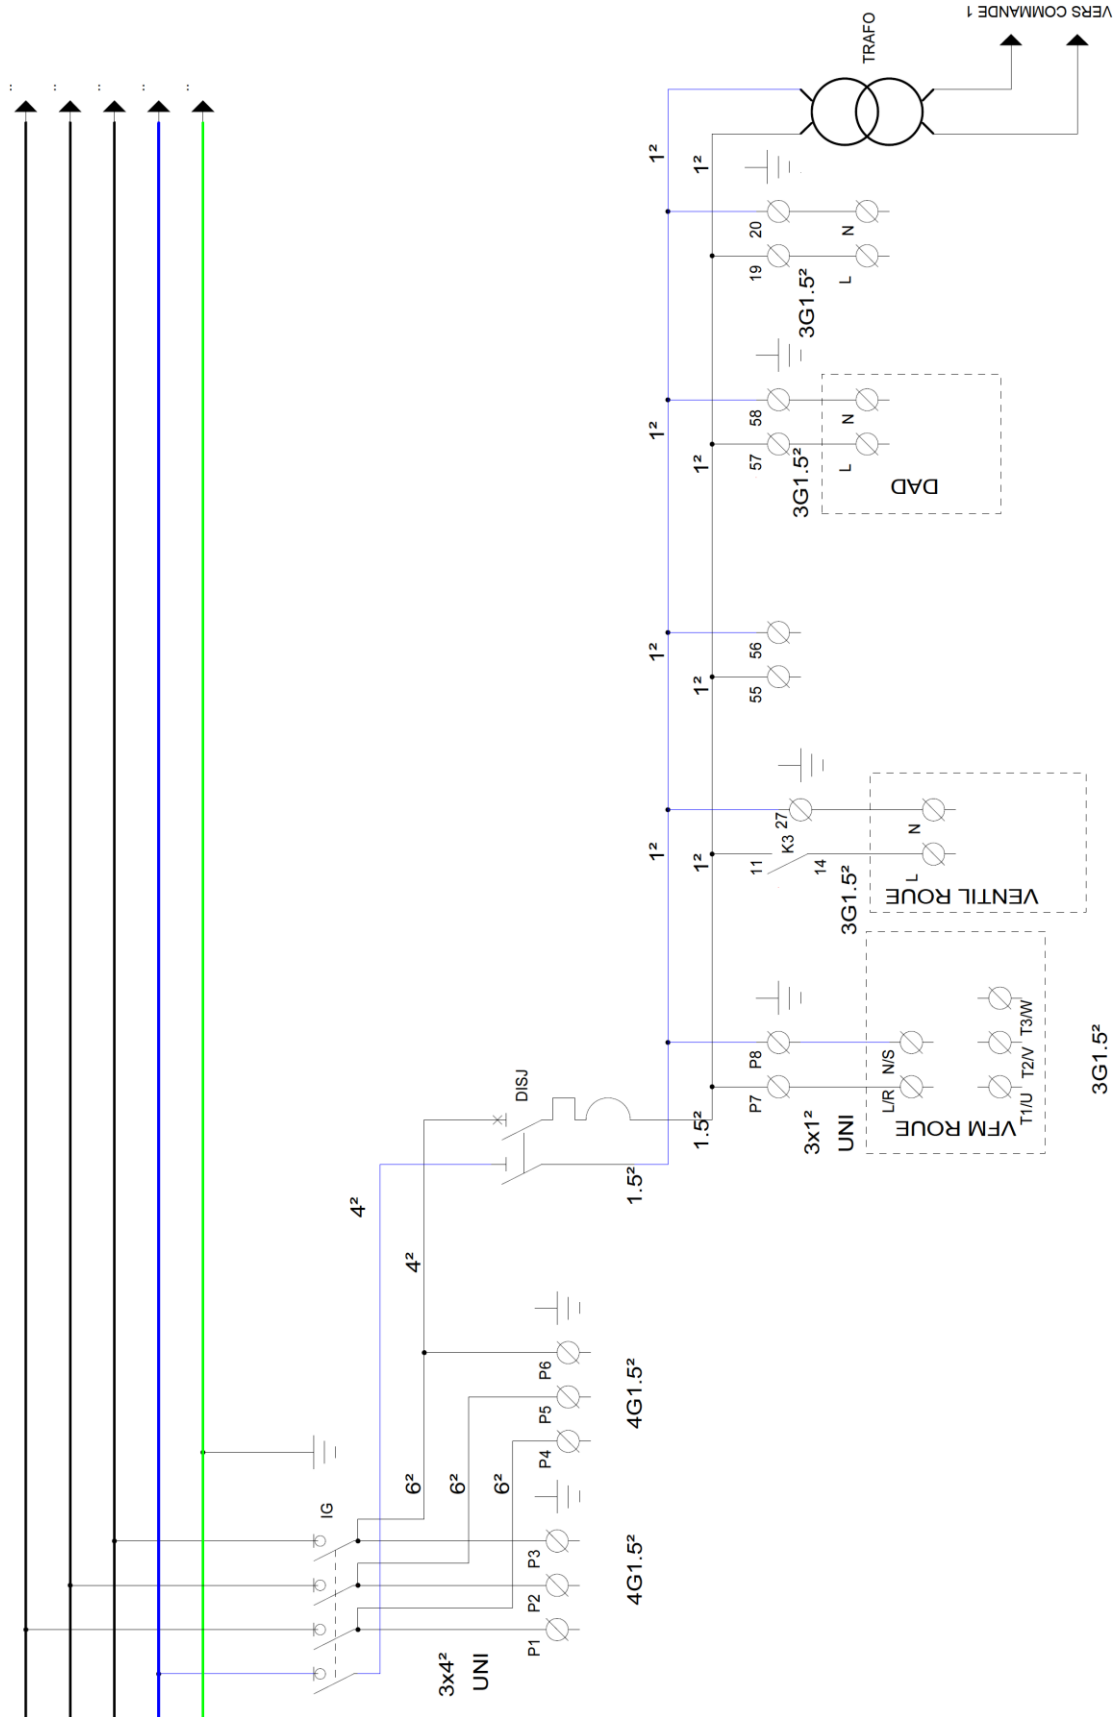 VERS COMMANDE 1
TRAFO
:
:
:
:
:
1²
1²
20
N
19
L
3G1.5²
58
N
1²
57
L
1²
3G1.5²
DAD
56
1²
55
1²
27
N
K3
1²
1²
11
14
L
3G1.5²
VENTIL ROUE
T3/W
P8
N/S
T2/V
3G1.5²
P7
L/R
T1/U
DISJ
1.5²
3x1²
UNI
VFM ROUE
1.5²
4²
4²
P6
P5
4G1.5²
P4
6²
6²
6²
IG
P3
4G1.5²
P2
P1
3x4²
UNI